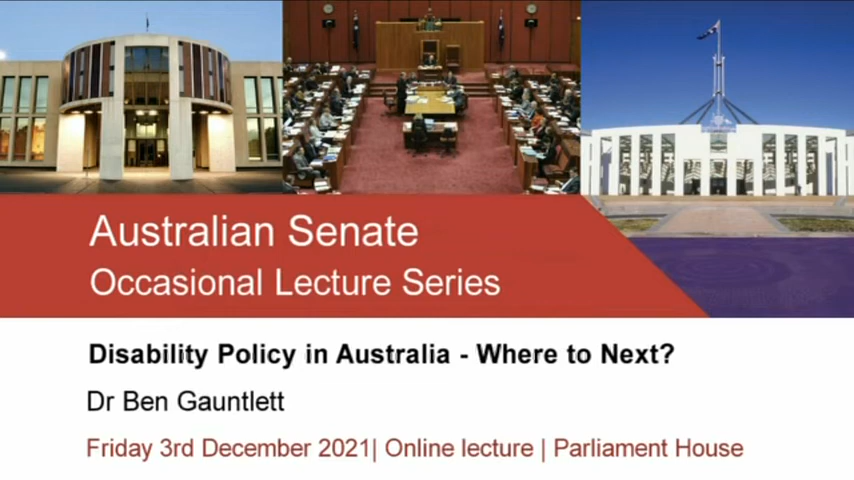 Australian Senate
Occasional Lecture Series
Disability Policy in Australia - Where to Next?
Dr Ben Gauntlett
Friday 3rd December 2021| Online lecture | Parliament House